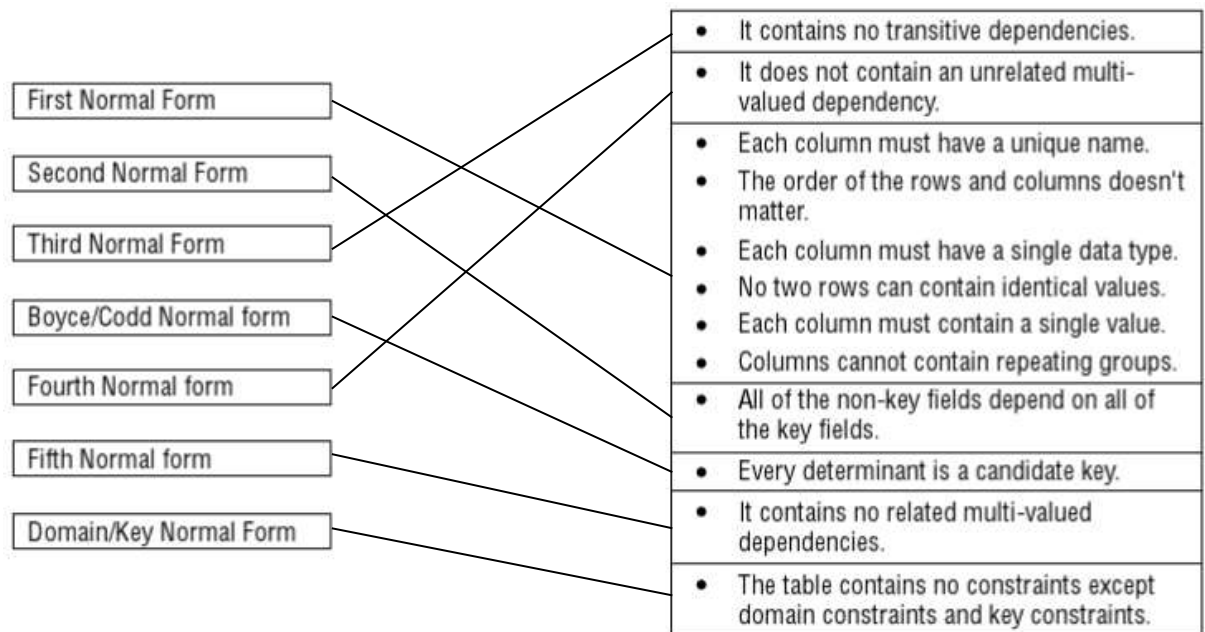 First Normal Form
Second Normal Form
Third Normal Form
Boyce/Codd Normal form
Fourth Normal form
Fifth Normal form
Domain/Key Normal Form
• It contains no transitive dependencies.
• It does not contain an unrelated multi-
valued dependency.
• Each column must have a unique name.
• The order of the rows and columns doesn't
matter.
• Each column must have a single data type.
• No two rows can contain identical values.
• Each column must contain a single value.
• Columns cannot contain repeating groups.
• All of the non-key fields depend on all of
the key fields.
• Every determinant is a candidate key.
• It contains no related multi-valued
dependencies.
• The table contains no constraints except
domain constraints and key constraints.